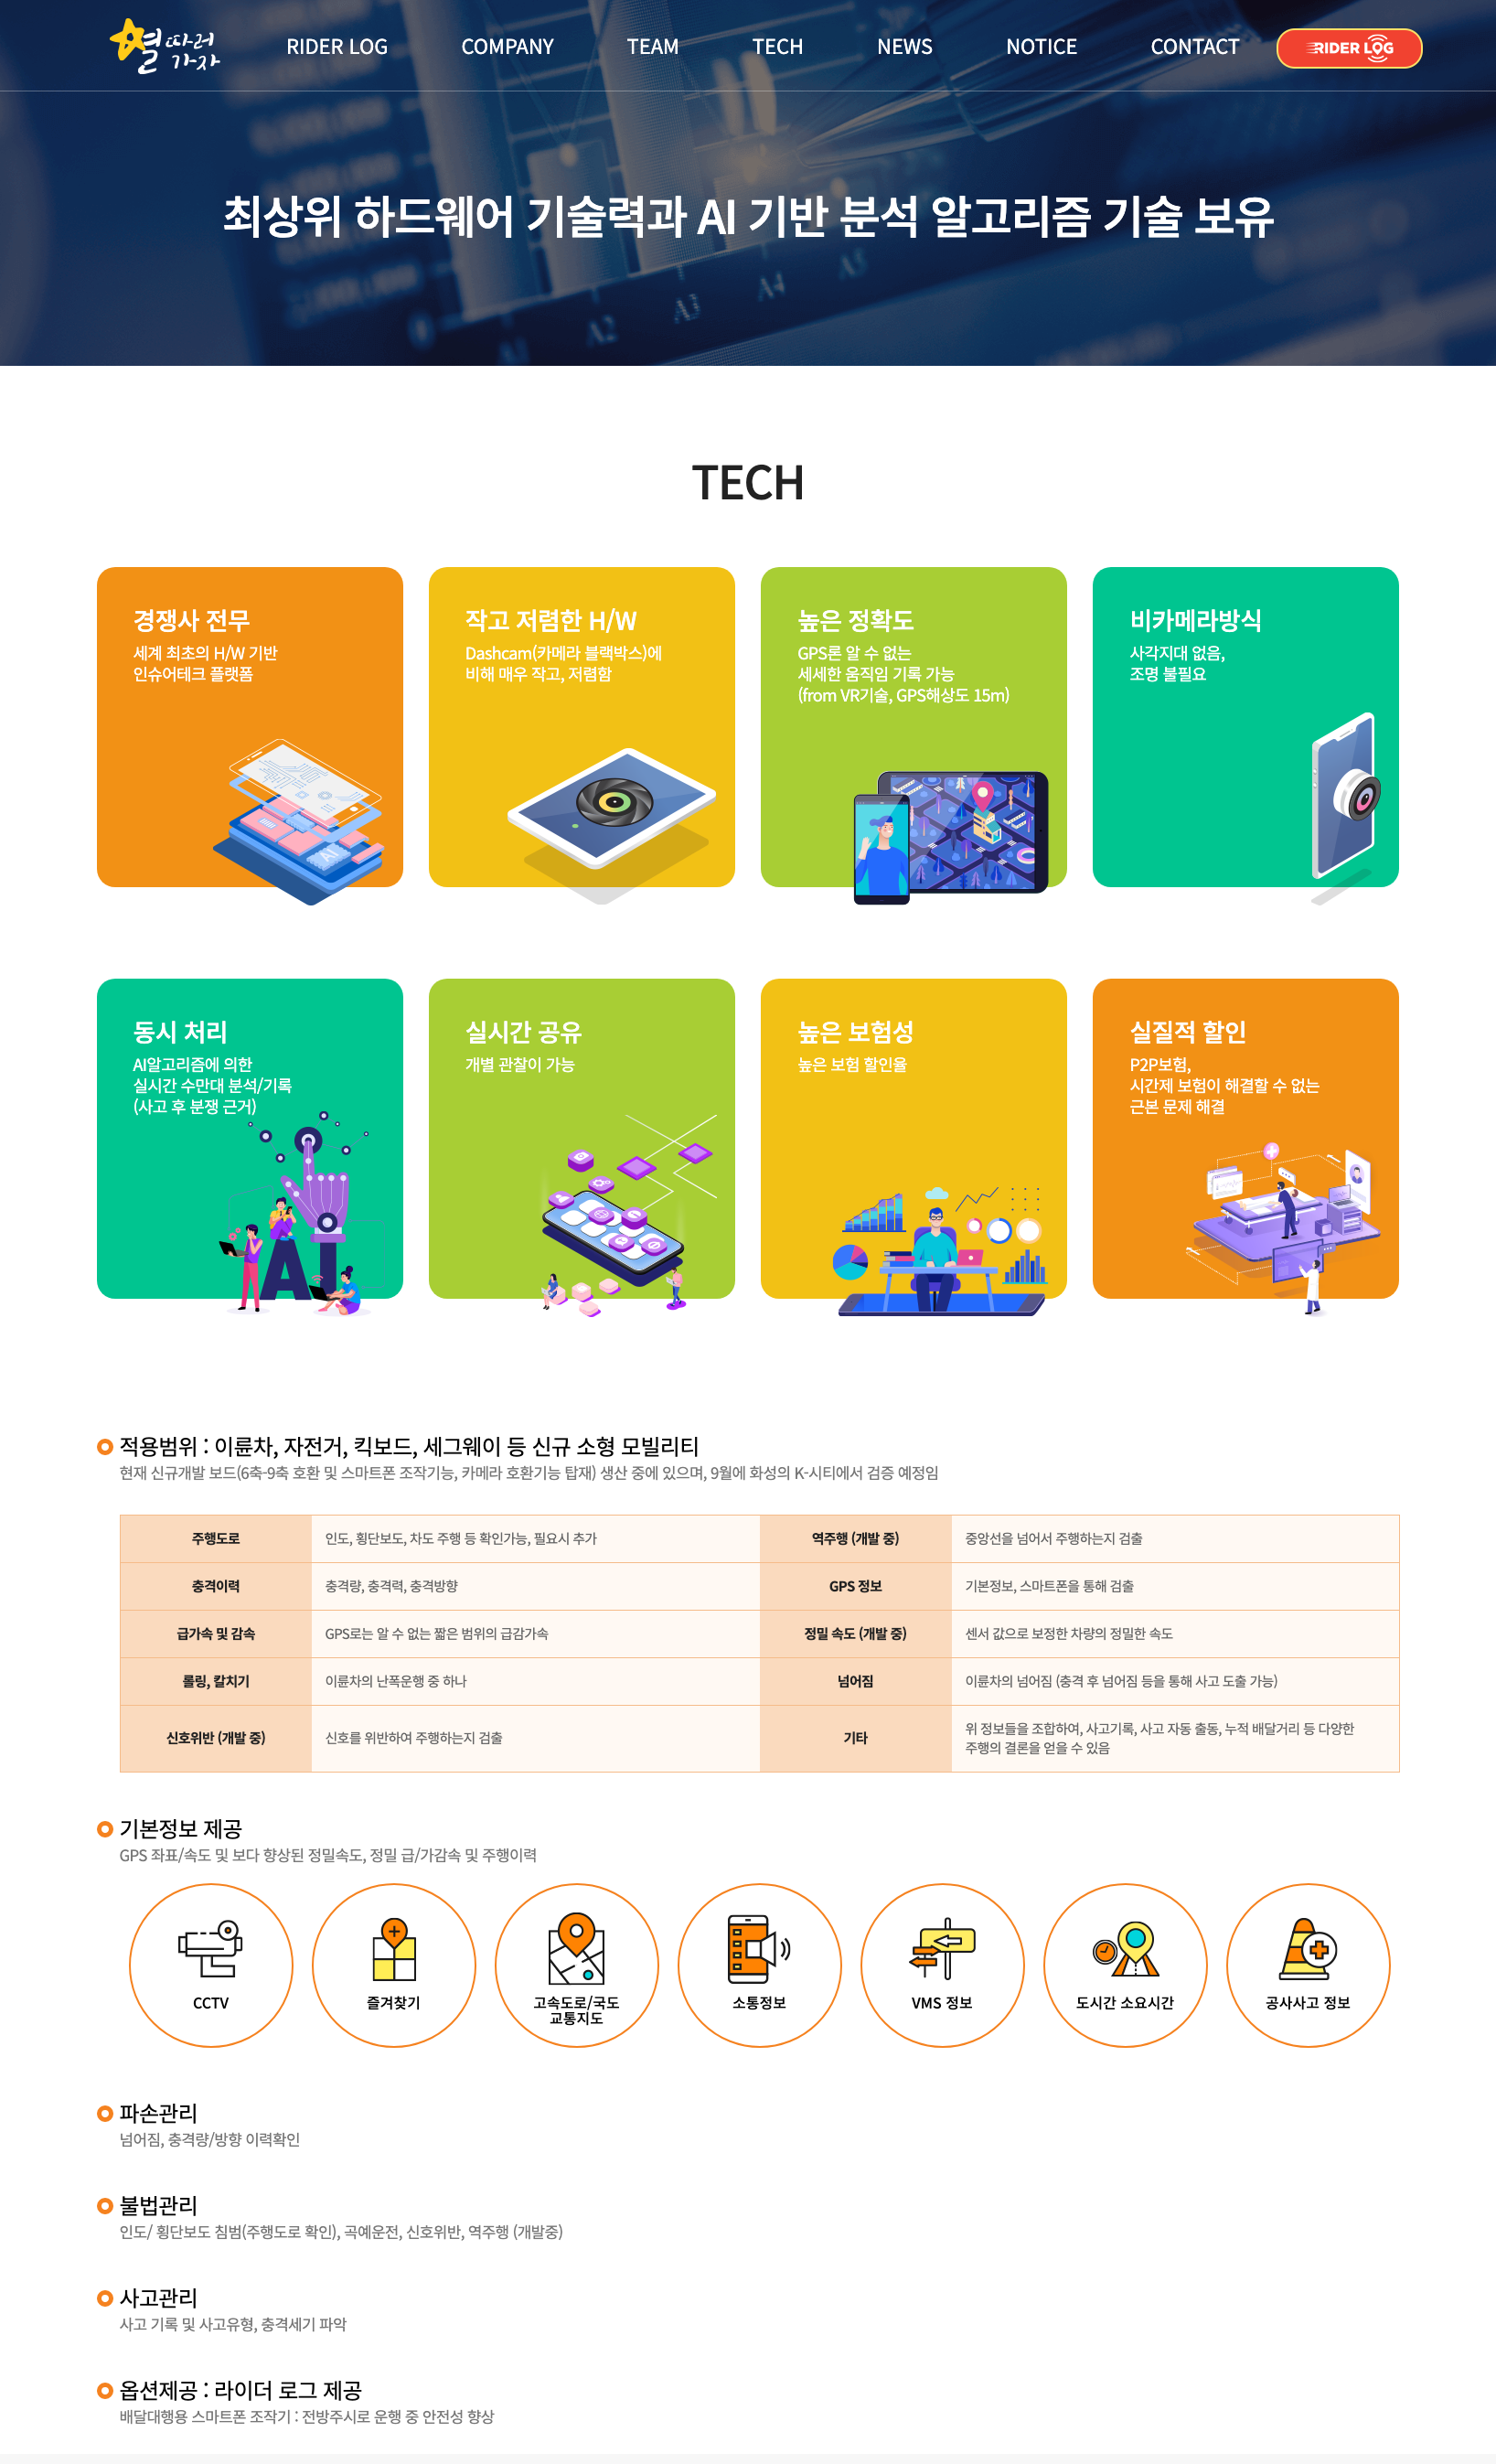 별 따러 가자
RIDER LOG
COMPANY
TEAM
TECH
NEWS
NOTICE
CONTACT
RIDER LOG
최상위 하드웨어 기술력과 AI 기반 분석 알고리즘 기술 보유
0
A1
A2
A3
A4
A5
TECH
경쟁사 전무
세계 최초의 H/W 기반
인슈어테크 플랫폼
AI
작고 저렴한 H/W
Dashcam(카메라 블랙박스)에
비해 매우 작고, 저렴함
높은 정확도
GPS론 알 수 없는
세세한 움직임 기록 가능
(from VR기술, GPS해상도 15m)
비카메라방식
사각지대 없음,
조명 불필요
동시 처리
AI알고리즘에 의한
실시간 수만대 분석/기록
(사고 후 분쟁 근거)
AI
실시간 공유
개별 관찰이 가능
높은 보험성
높은 보험 할인율
실질적 할인
P2P보험,
시간제 보험이 해결할 수 없는
근본 문제 해결
적용범위 : 이륜차, 자전거, 킥보드, 세그웨이 등 신규 소형 모빌리티
현재 신규개발 보드(6축-9축 호환 및 스마트폰 조작기능, 카메라 호환기능 탑재) 생산 중에 있으며, 9월에 화성의 K-시티에서 검증 예정임
주행도로
인도, 횡단보도, 차도 주행 등 확인가능, 필요시 추가
역주행 (개발 중)
중앙선을 넘어서 주행하는지 검출
충격이력
충격량, 충격력, 충격방향
GPS 정보
기본정보, 스마트폰을 통해 검출
급가속 및 감속
GPS로는 알 수 없는 짧은 범위의 급감가속
정밀 속도 (개발 중)
센서 값으로 보정한 차량의 정밀한 속도
롤링, 칼치기
이륜차의 난폭운행 중 하나
넘어짐
이륜차의 넘어짐 (충격 후 넘어짐 등을 통해 사고 도출 가능)
신호위반 (개발 중)
신호를 위반하여 주행하는지 검출
기타
위 정보들을 조합하여, 사고기록, 사고 자동 출동, 누적 배달거리 등 다양한
주행의 결론을 얻을 수 있음
기본정보 제공
GPS 좌표/속도 및 보다 향상된 정밀속도, 정밀 급/가감속 및 주행이력
CCTV
즐겨찾기
고속도로/국도
교통지도
소통정보
VMS 정보
도시간 소요시간
공사사고 정보
파손관리
넘어짐, 충격량/방향 이력확인
불법관리
인도/ 횡단보도 침범(주행도로 확인), 곡예운전, 신호위반, 역주행 (개발중)
사고관리
사고 기록 및 사고유형, 충격세기 파악
옵션제공 : 라이더 로그 제공
배달대행용 스마트폰 조작기 : 전방주시로 운행 중 안전성 향상